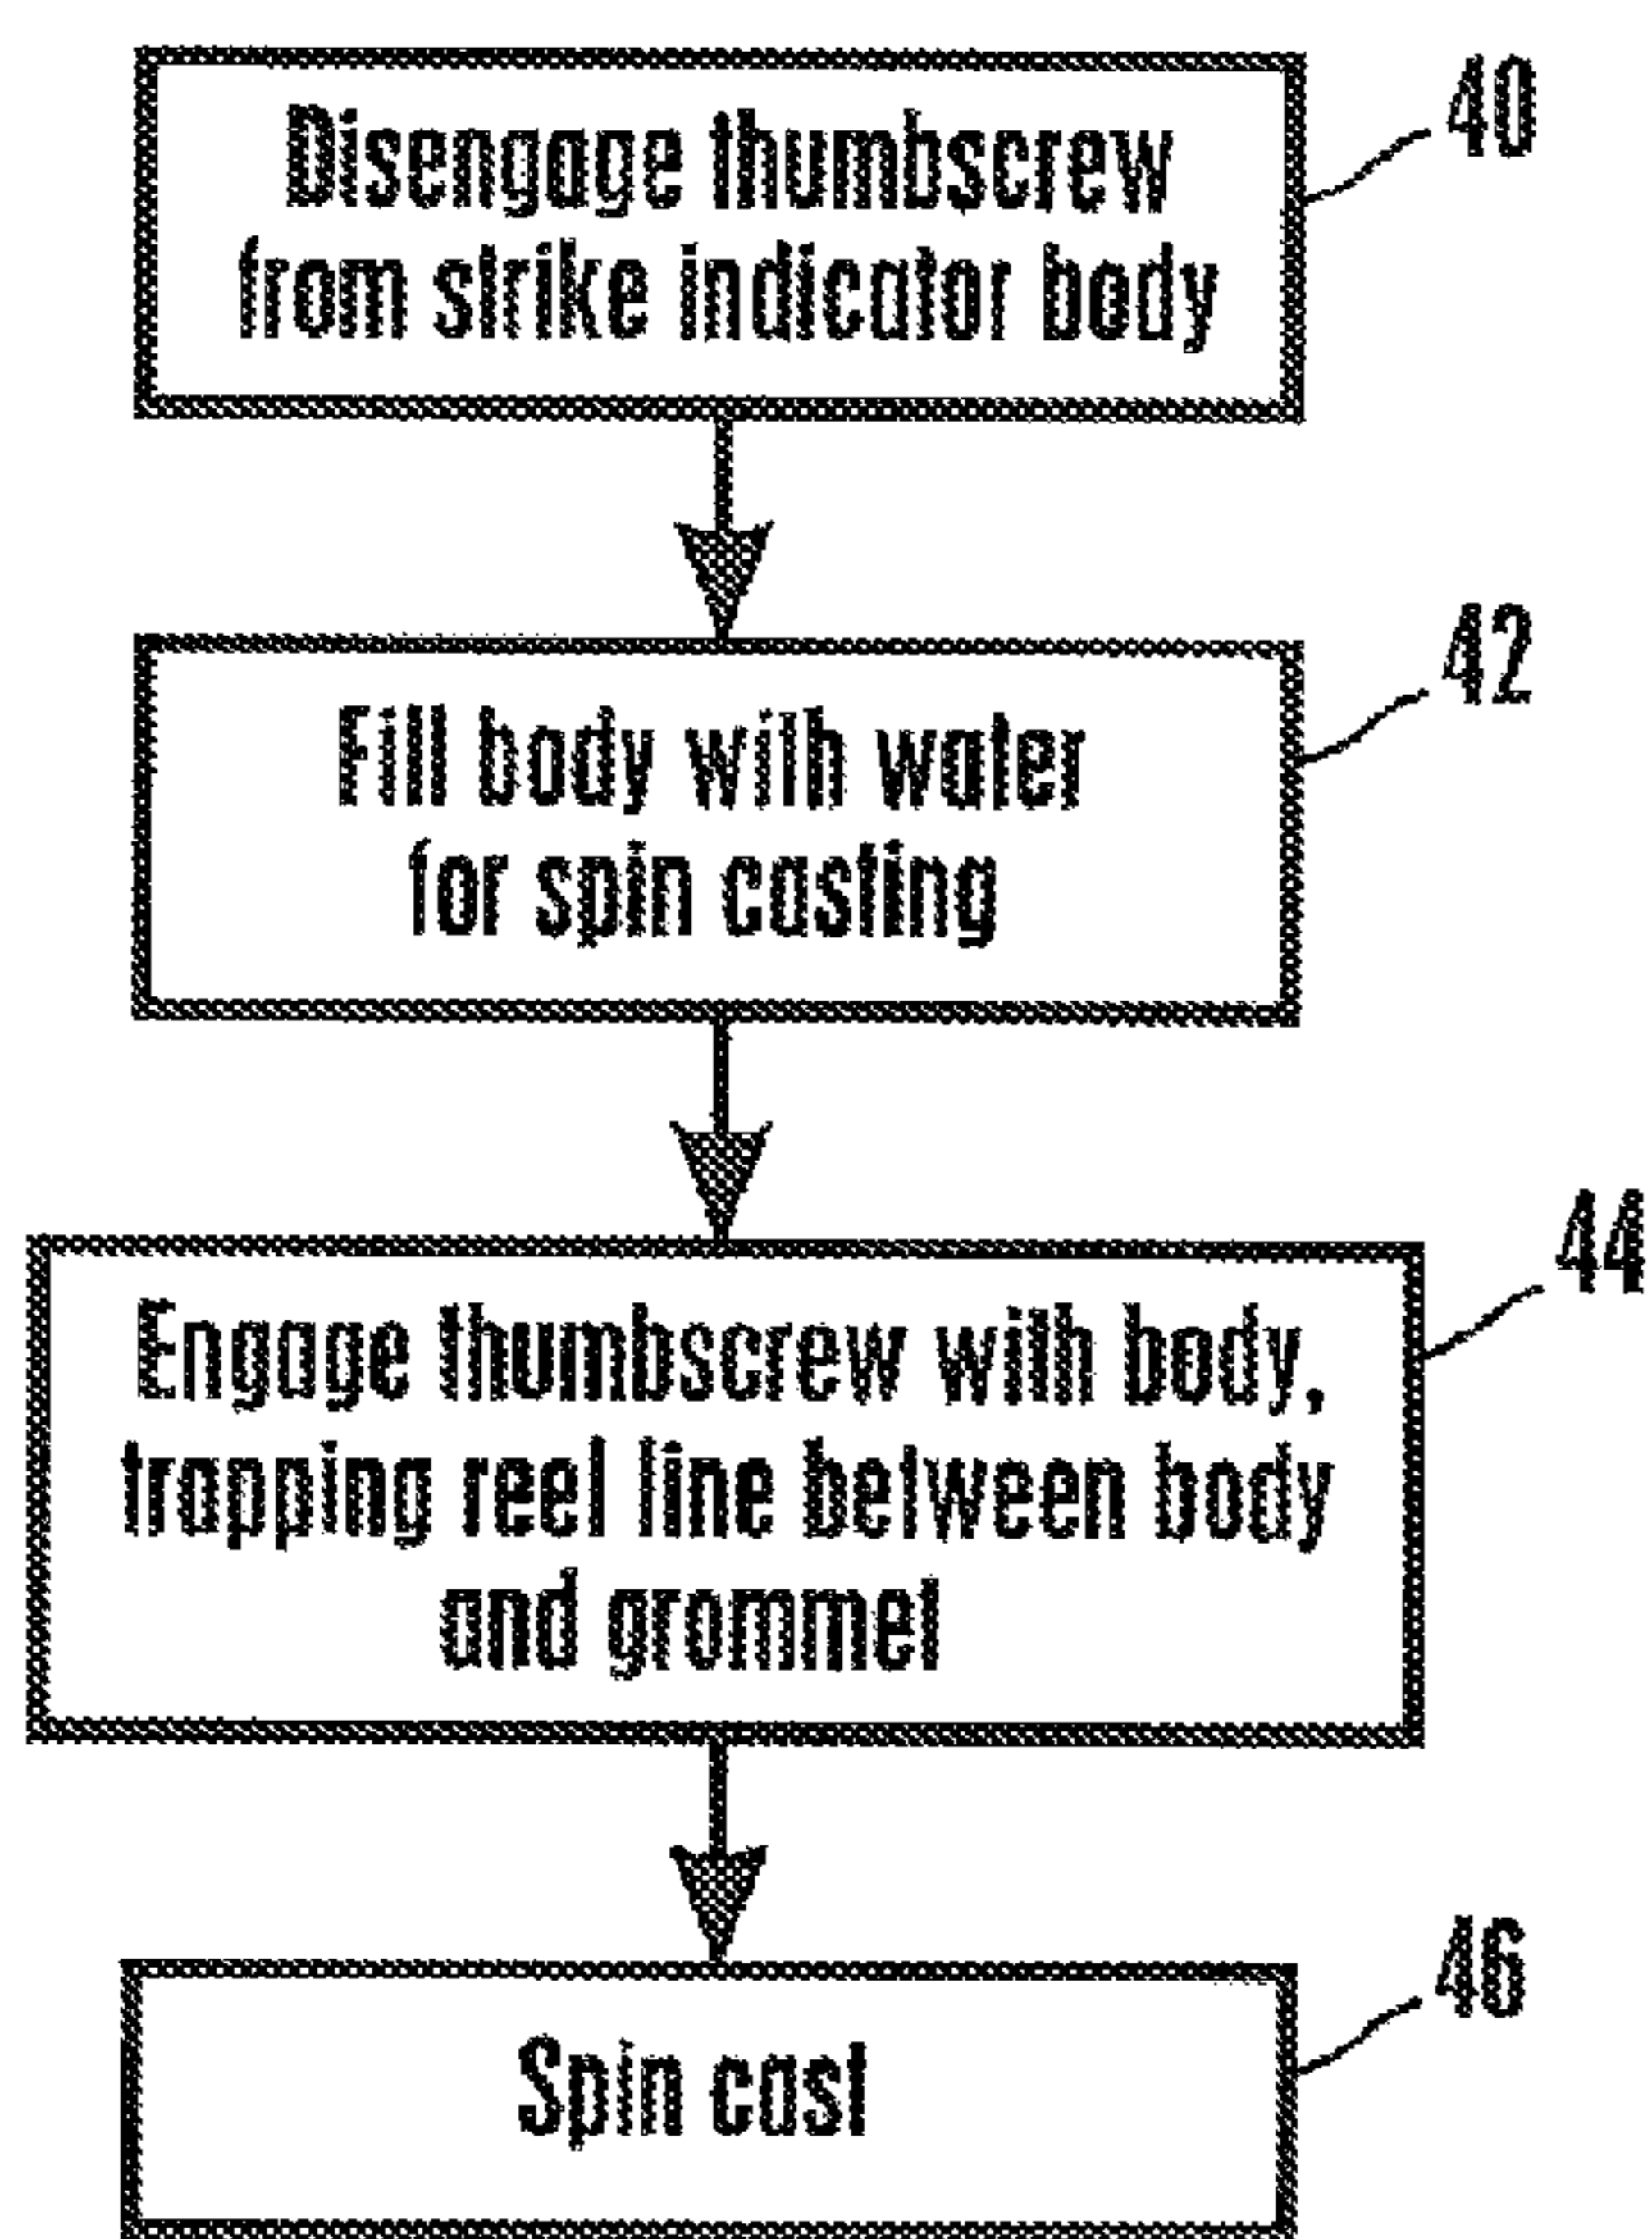 Disengage thumbscrew
from strike indicator body
40
Fill body with water
for spin casting
42
Engage thumbscrew with body,
trapping reel line between body
and grommet
44
Spin cast
46